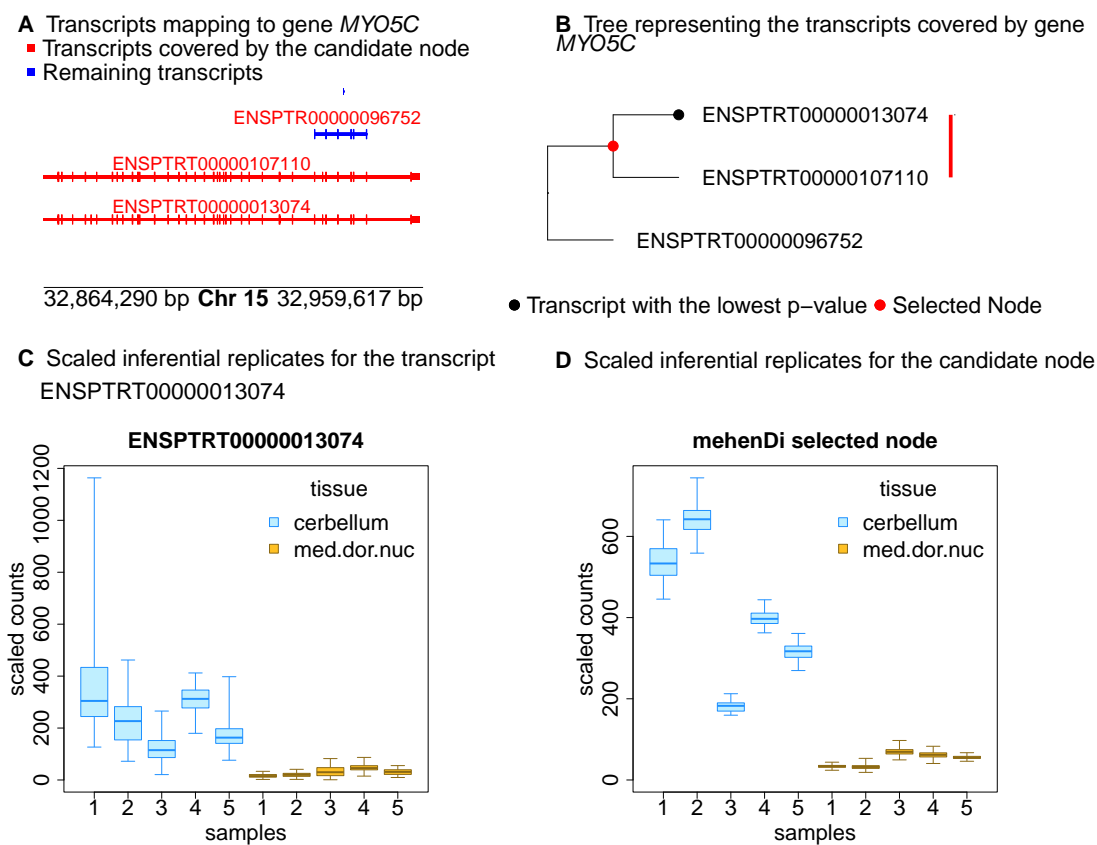 A Transcripts mapping to gene MYO5C
Transcripts covered by the candidate node
Remaining transcripts
ENSPTR00000096752
ENSPTRT00000107110
ENSPTRT00000013074
32,864,290 bp Chr 15 32,959,617 bp
B Tree representing the transcripts covered by gene
MYO5C
ENSPTRT00000013074
ENSPTRT00000107110
ENSPTRT00000096752
Transcript with the lowest p−value Selected Node
C Scaled inferential replicates for the transcript
ENSPTRT00000013074
ENSPTRT00000013074
scaled counts
0 200 400 600 800 1000 1200
tissue
cerbellum
med.dor.nuc
1 2 3 4 5 1 2 3 4 5
samples
D Scaled inferential replicates for the candidate node
mehenDi selected node
scaled counts
0 200 400 600
tissue
cerbellum
med.dor.nuc
1 2 3 4 5 1 2 3 4 5
samples